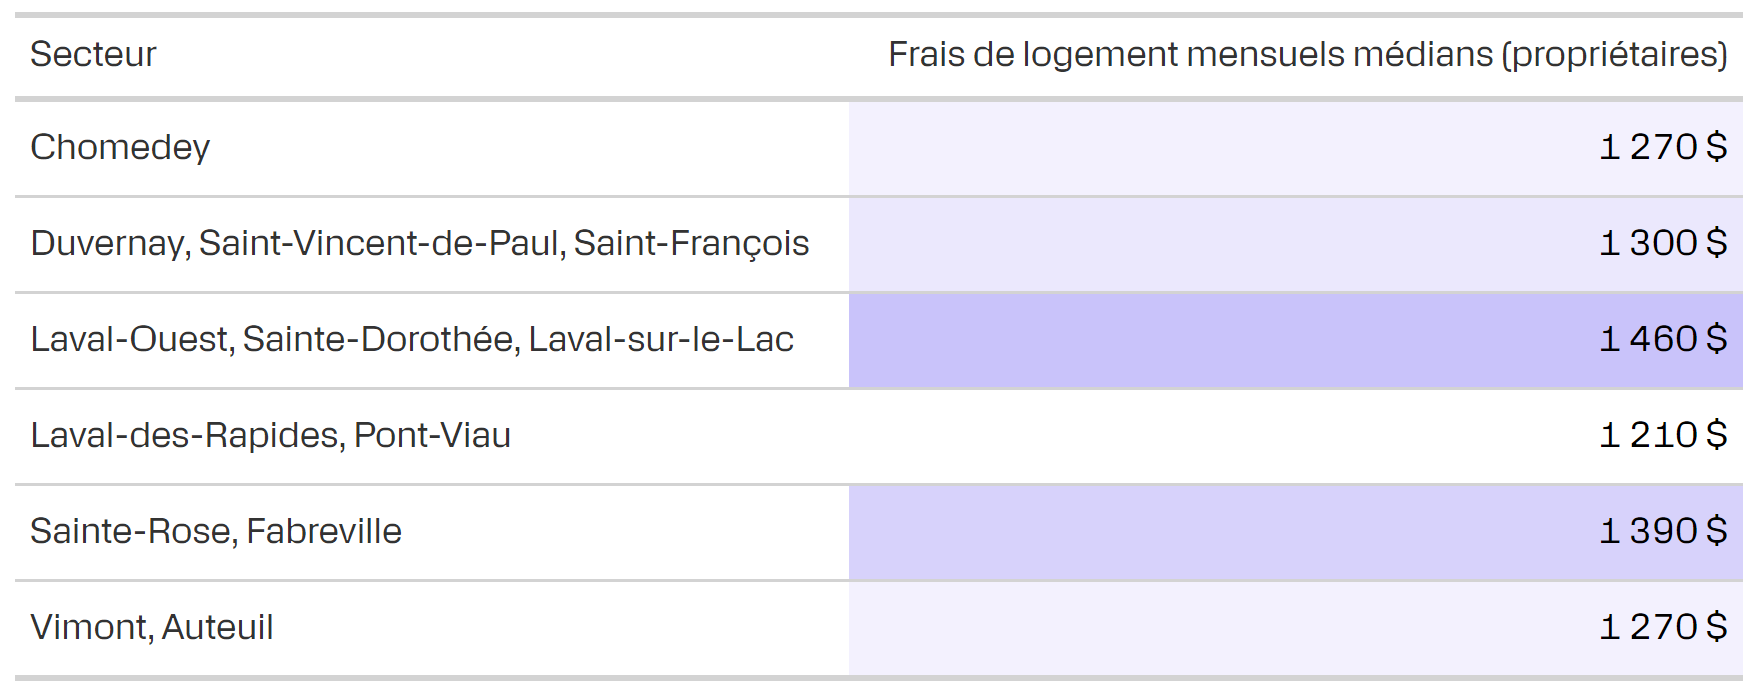 Secteur Frais de logement mensuels médians (propriétaires)
Chomedey 1 270 $
Duvernay, Saint-Vincent-de-Paul, Saint-François 1 300 $
Laval-Ouest, Sainte-Dorothée, Laval-sur-le-Lac 1 460 $
Laval-des-Rapides, Pont-Viau 1 210 $
Sainte-Rose, Fabreville 1 390 $
Vimont, Auteuil 1 270 $